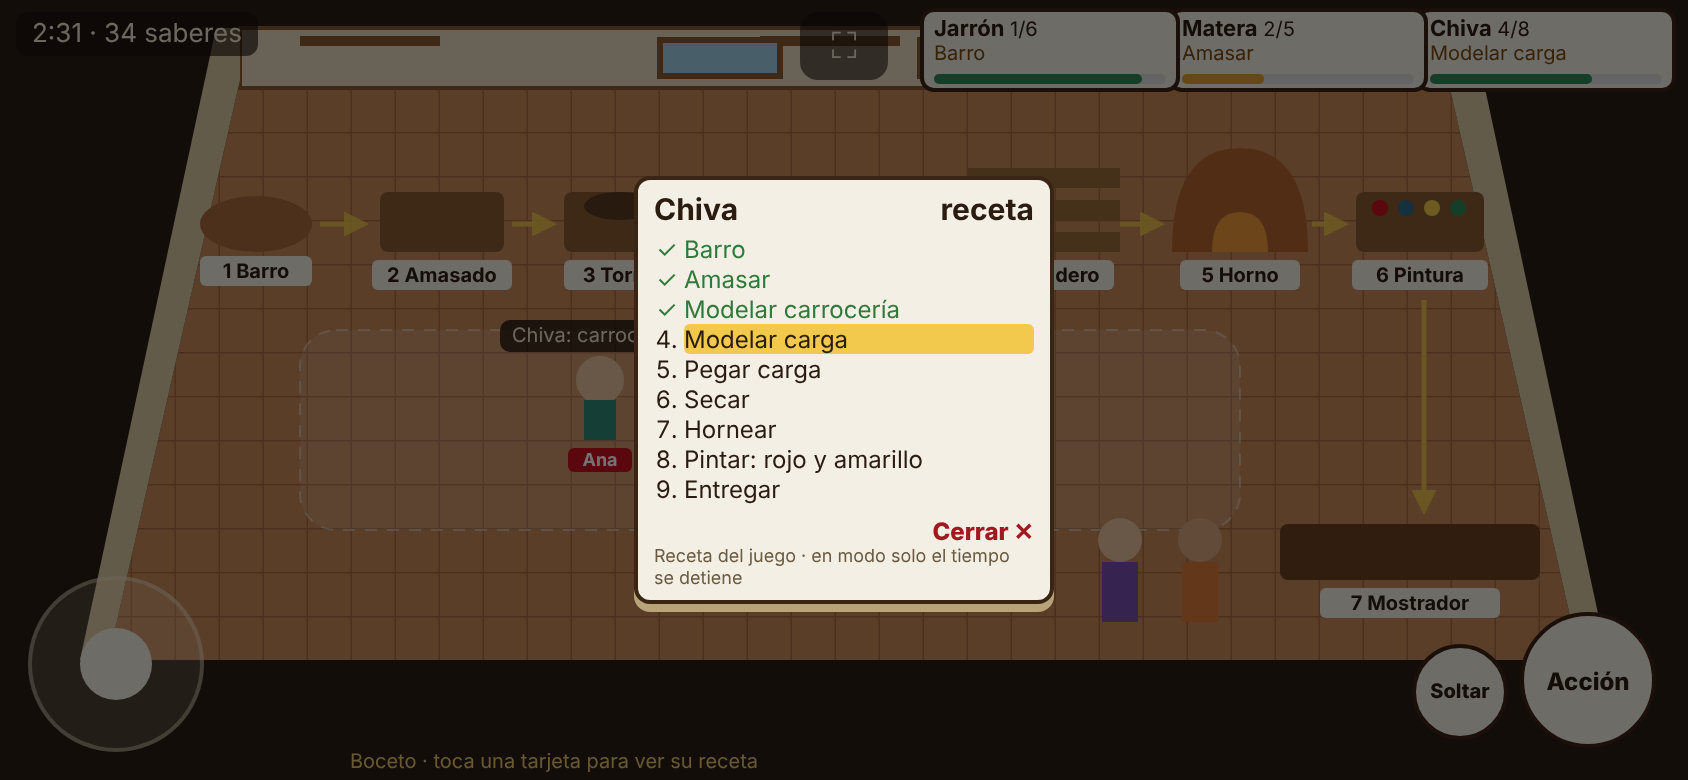 2:31 · 34 saberes
Jarrón 1/6
Barro
Matera 2/5
Amasar
Chiva 4/8
Modelar carga
1 Barro
2 Amasado
3 Tor
dero
5 Horno
6 Pintura
Chiva: carroc
Ana
Chiva receta
✓ Barro
✓ Amasar
✓ Modelar carrocería
4. Modelar carga
5. Pegar carga
6. Secar
7. Hornear
8. Pintar: rojo y amarillo
9. Entregar
Cerrar ✕
Receta del juego · en modo solo el tiempo
se detiene
7 Mostrador
Soltar
Acción
Boceto · toca una tarjeta para ver su receta